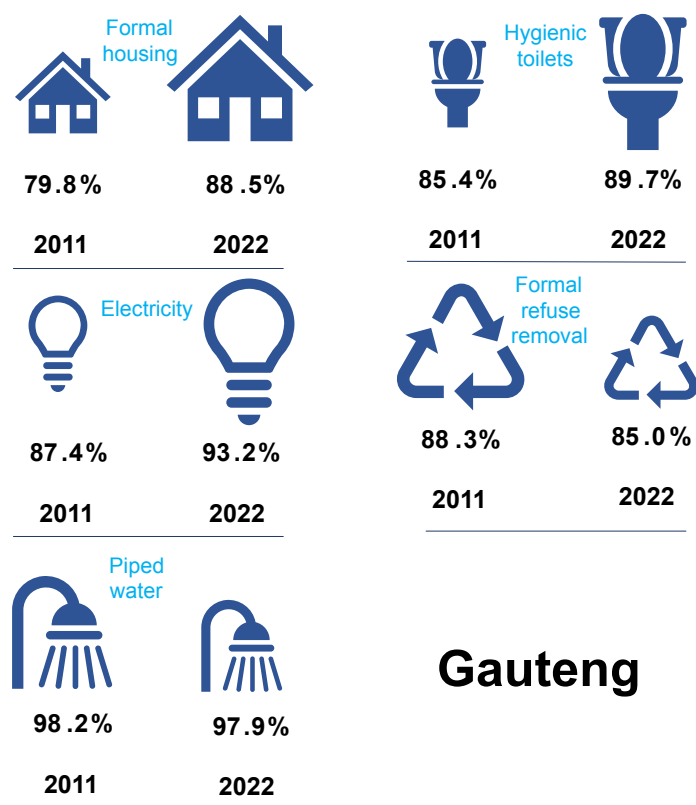 Formal
housing
79.8%
88.5%
2011
2022
Hygienic
toilets
85.4%
89.7%
2011
2022
Electricity
87.4%
93.2%
2011
2022
Formal
refuse
removal
88.3%
85.0%
2011
2022
Piped
water
98.2%
97.9%
2011
2022
Gauteng